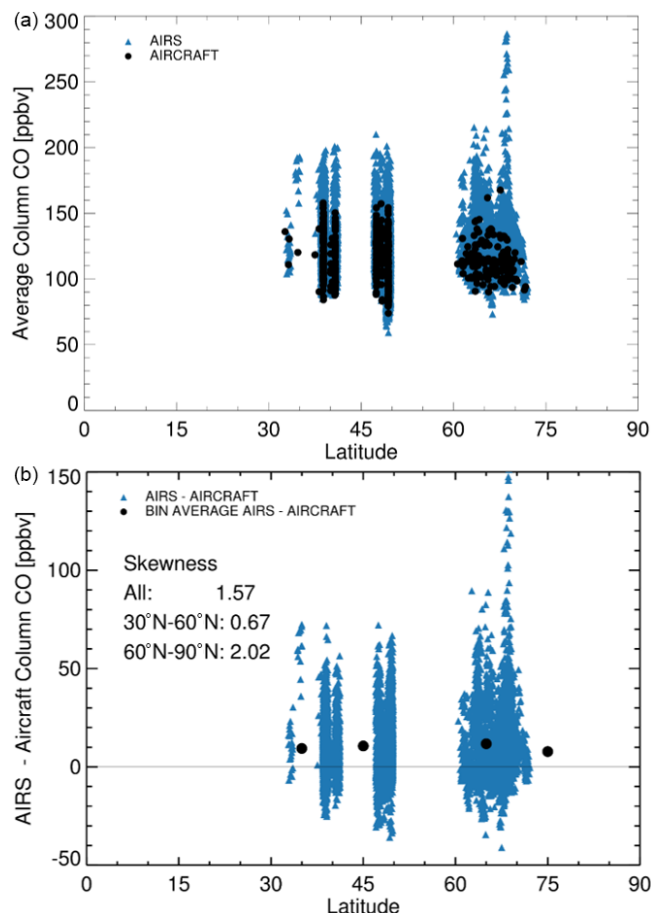 (a)
300
250
200
150
100
50
0
Average Column CO [ppbv]
AIRS
AIRCRAFT
0 15 30 45 60 75 90
Latitude
(b)
150
100
50
0
-50
AIRS - Aircraft Column CO [ppbv]
AIRS - AIRCRAFT
BIN AVERAGE AIRS - AIRCRAFT
Skewness
All: 1.57
30°N-60°N: 0.67
60°N-90°N: 2.02
0 15 30 45 60 75 90
Latitude